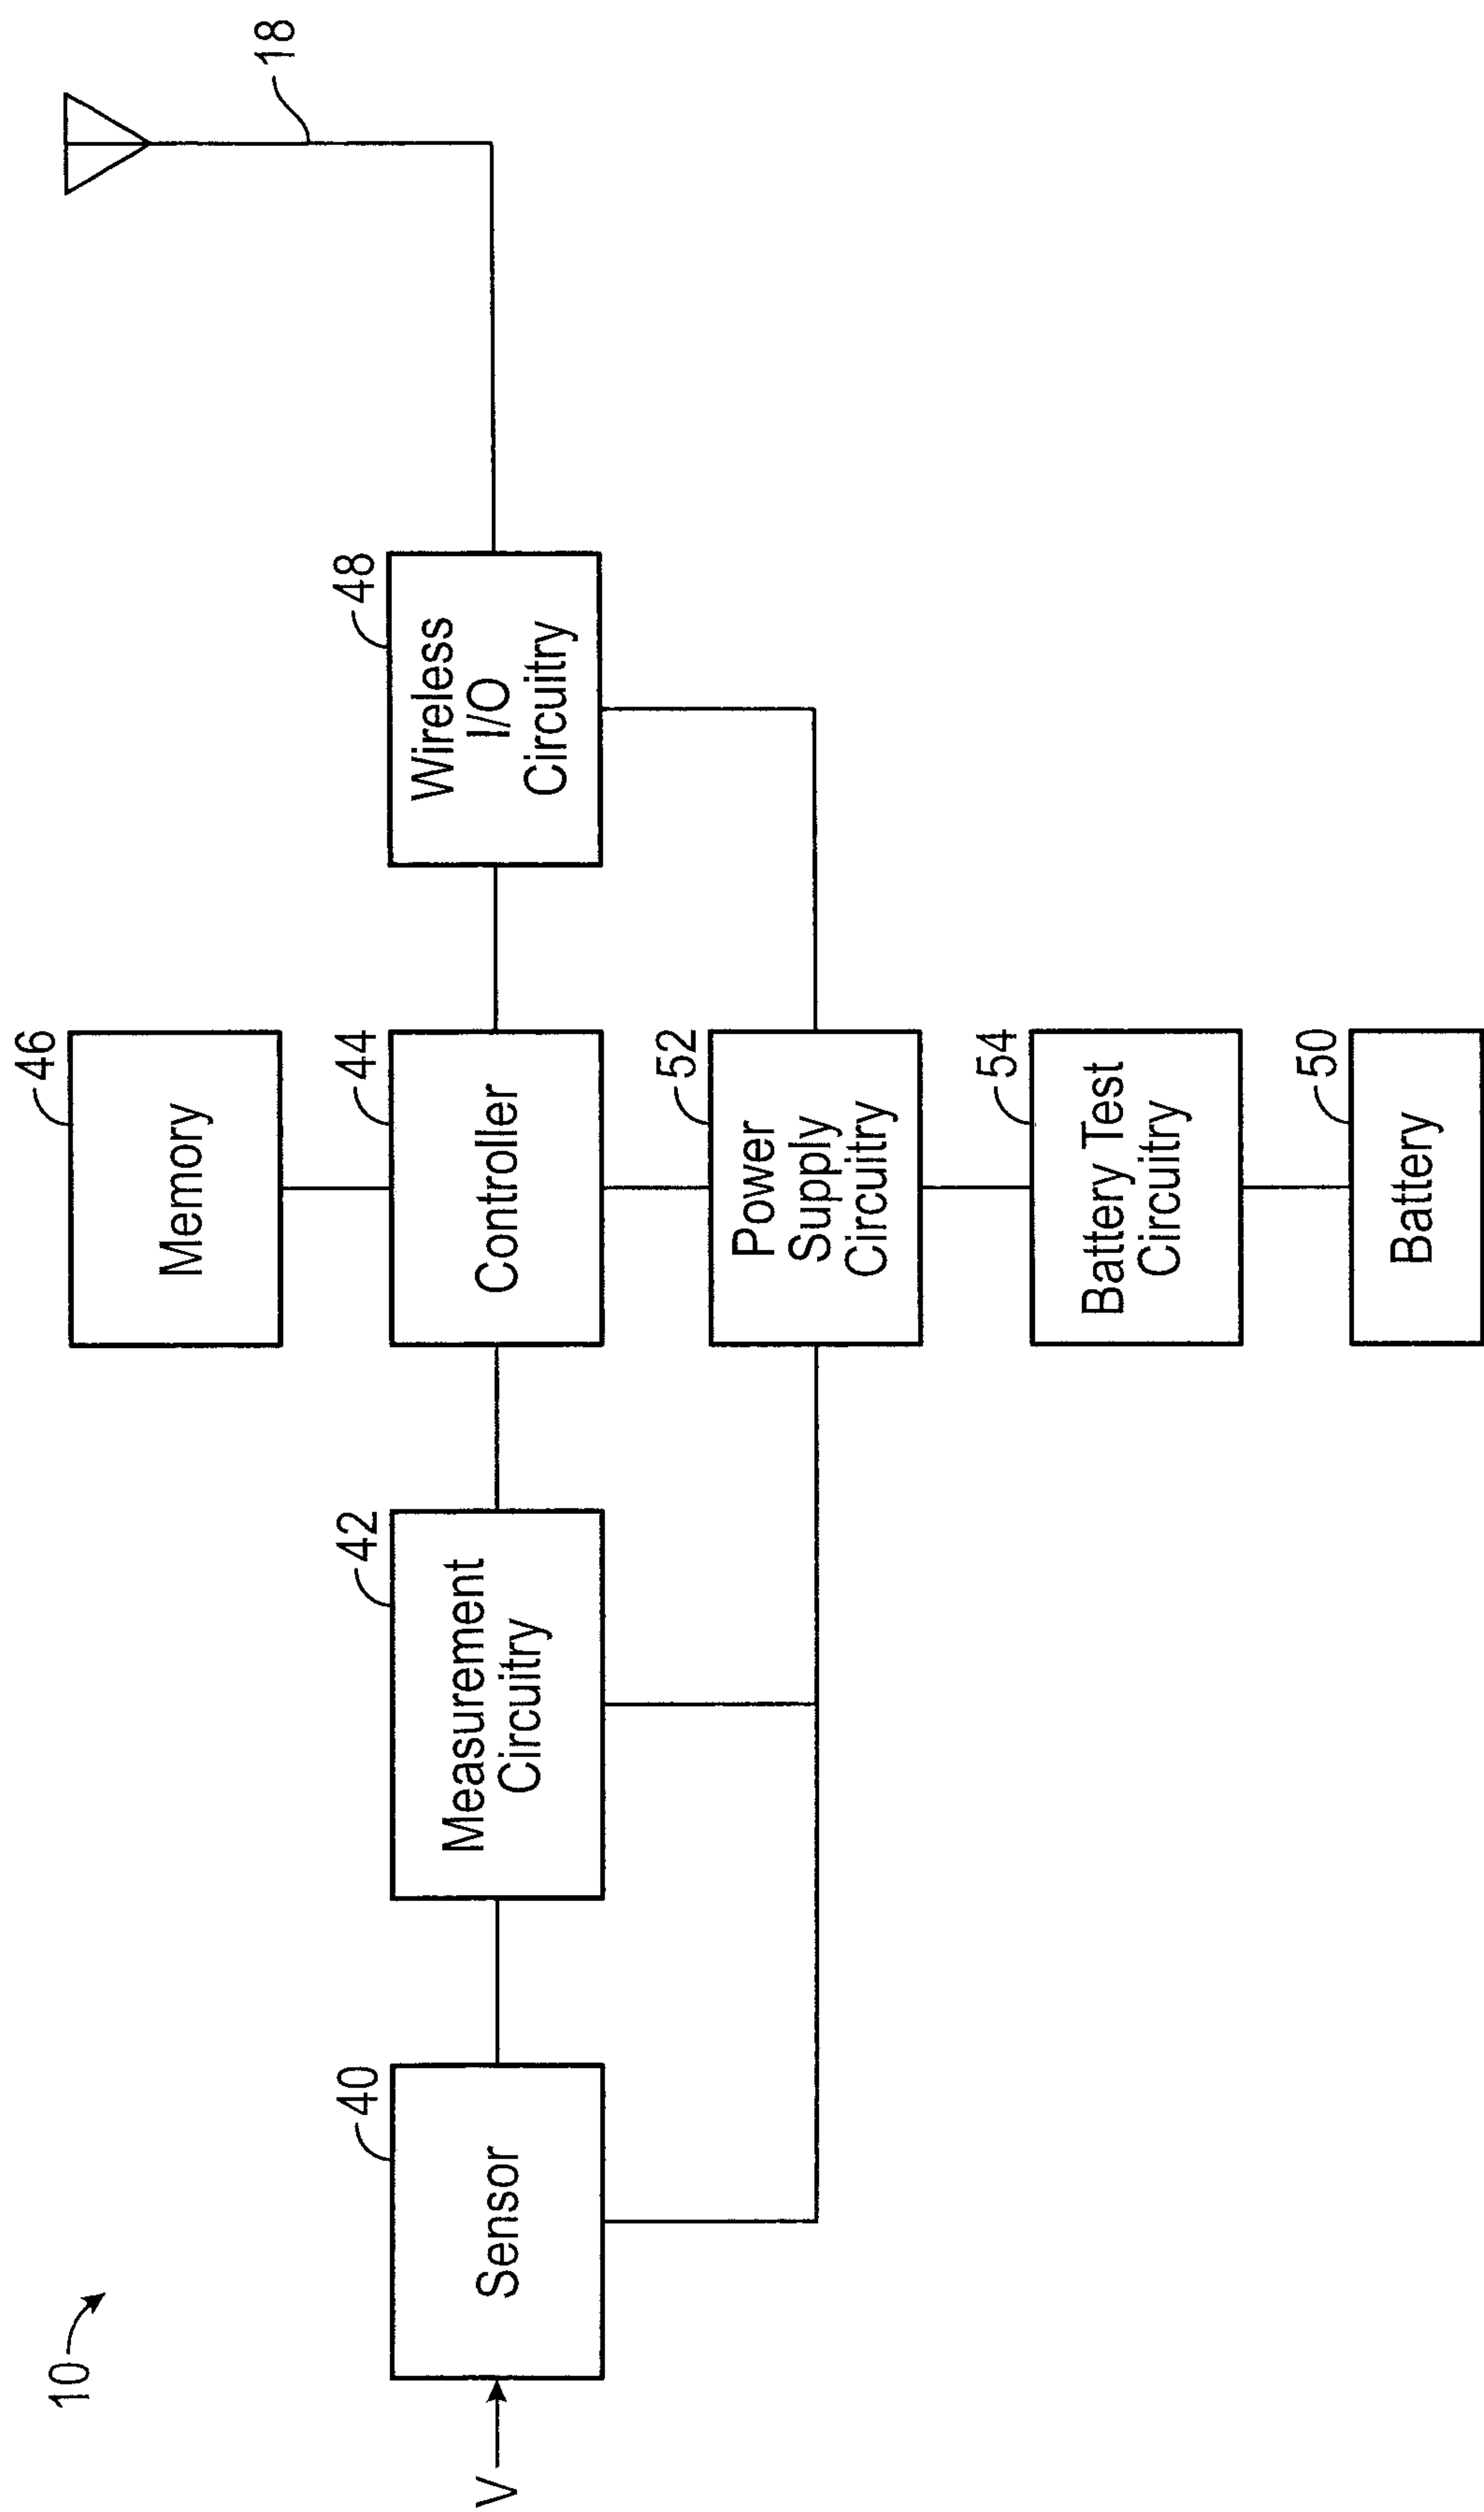 10
46
Memory
18
V
40
Sensor
42
Measurement
Circuitry
44
Controller
48
Wireless
I/O
Circuitry
52
Power
Supply
Circuitry
54
Battery Test
Circuitry
50
Battery